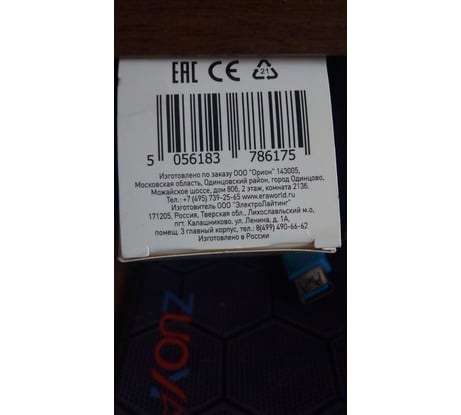 EAC CE 21
5 056183 786175
Изготовлено по заказу ООО "Орион" 143005,
Московская область, Одинцовский район, город Одинцово,
Можайское шоссе, дом 80б, 2 этаж, комната 213б.
Тел.: +7 (495) 739-25-65 www.eraworld.ru
Изготовитель ООО "ЭлектроЛайтинг"
171205, Россия, Тверская обл., Лихославльский м.о,
пгт. Калашниково. ул. Ленина, д. 1А,
помещ. 3 главный корпус, тел.: 8(499) 490-66-62
Изготовлено в России
ZUOYA